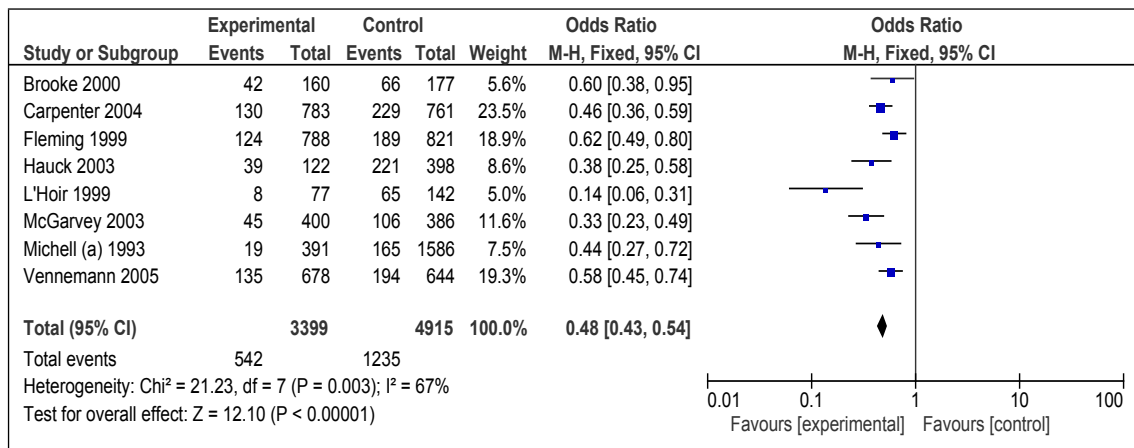 Experimental Control Odds Ratio Odds Ratio
Study or Subgroup Events Total Events Total Weight M-H, Fixed, 95% CI M-H, Fixed, 95% CI
Brooke 2000 42 160 66 177 5.6% 0.60 [0.38, 0.95]
Carpenter 2004 130 783 229 761 23.5% 0.46 [0.36, 0.59]
Fleming 1999 124 788 189 821 18.9% 0.62 [0.49, 0.80]
Hauck 2003 39 122 221 398 8.6% 0.38 [0.25, 0.58]
L'Hoir 1999 8 77 65 142 5.0% 0.14 [0.06, 0.31]
McGarvey 2003 45 400 106 386 11.6% 0.33 [0.23, 0.49]
Michell (a) 1993 19 391 165 1586 7.5% 0.44 [0.27, 0.72]
Vennemann 2005 135 678 194 644 19.3% 0.58 [0.45, 0.74]
Total (95% CI) 3399 4915 100.0% 0.48 [0.43, 0.54]
Total events 542 1235
Heterogeneity: Chi² = 21.23, df = 7 (P = 0.003); I² = 67%
Test for overall effect: Z = 12.10 (P < 0.00001)
0.01 0.1 1 10 100
Favours [experimental] Favours [control]